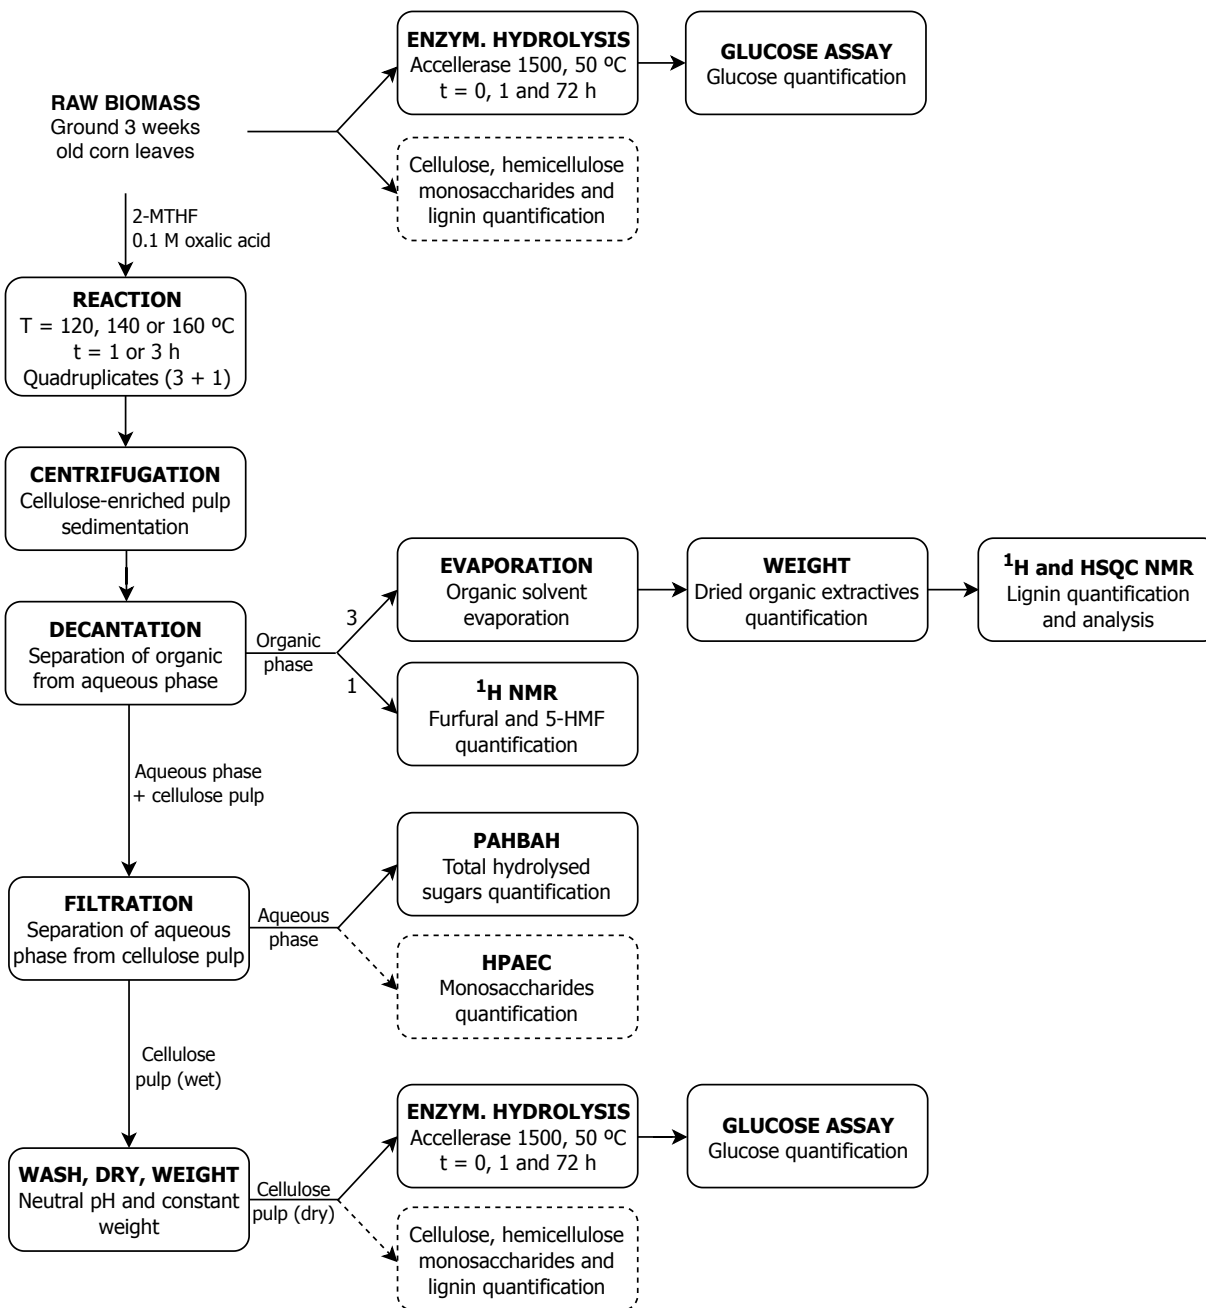 RAW BIOMASS
Ground 3 weeks
old corn leaves
ENZYM. HYDROLYSIS
Accellerase 1500, 50 ºC
t = 0, 1 and 72 h
GLUCOSE ASSAY
Glucose quantification
Cellulose, hemicellulose
monosaccharides and
lignin quantification
2-MTHF
0.1 M oxalic acid
REACTION
T = 120, 140 or 160 ºC
t = 1 or 3 h
Quadruplicates (3 + 1)
CENTRIFUGATION
Cellulose-enriched pulp
sedimentation
DECANTATION
Separation of organic
from aqueous phase
Organic
phase
3
1
EVAPORATION
Organic solvent
evaporation
WEIGHT
Dried organic extractives
quantification
¹H and HSQC NMR
Lignin quantification
and analysis
¹H NMR
Furfural and 5-HMF
quantification
Aqueous phase
+ cellulose pulp
FILTRATION
Separation of aqueous
phase from cellulose pulp
Aqueous
phase
PAHBAH
Total hydrolysed
sugars quantification
HPAEC
Monosaccharides
quantification
Cellulose
pulp (wet)
WASH, DRY, WEIGHT
Neutral pH and constant
weight
Cellulose
pulp (dry)
ENZYM. HYDROLYSIS
Accellerase 1500, 50 ºC
t = 0, 1 and 72 h
GLUCOSE ASSAY
Glucose quantification
Cellulose, hemicellulose
monosaccharides and
lignin quantification